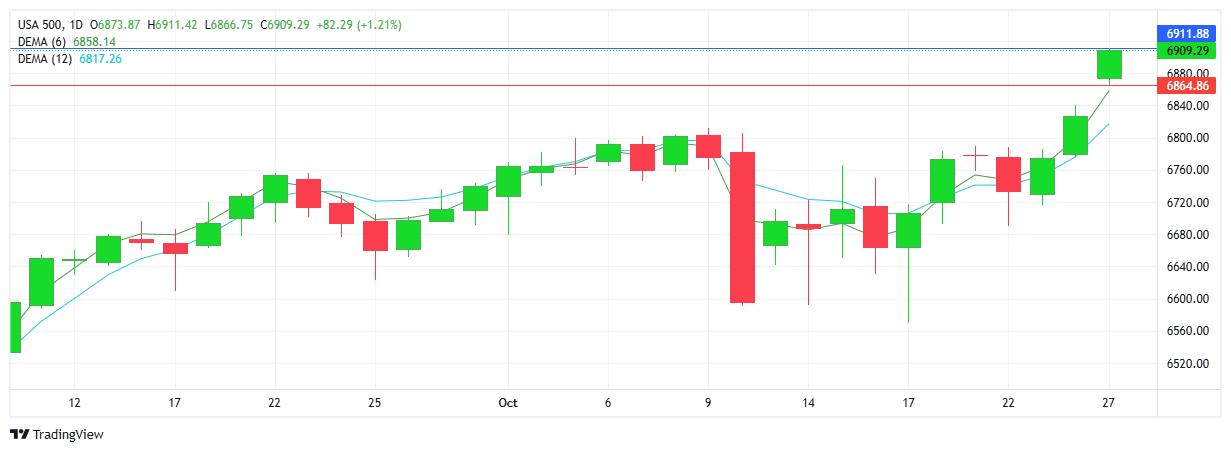 USA 500, 1D O6873.87 H6911.42 L6866.75 C6909.29 +82.29 (+1.21%)
DEMA (6) 6858.14
DEMA (12) 6817.26
6911.88
6909.29
6880.00
6864.86
6840.00
6800.00
6760.00
6720.00
6680.00
6640.00
6600.00
6560.00
6520.00
12 17 22 25 Oct 6 9 14 17 22 27
TradingView